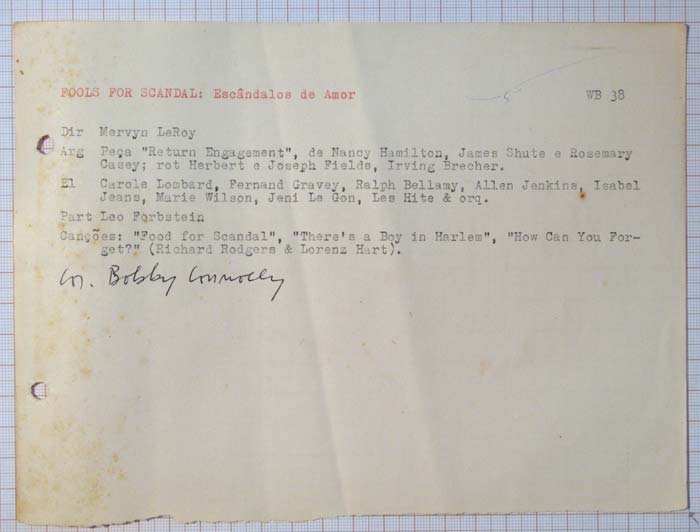 FOOLS FOR SCANDAL: Escândalos de Amor WB 38
Dir Mervyn LeRoy
Arg Peça "Return Engagement", de Nancy Hamilton, James Shute e Rosemary
Casey; rot Herbert e Joseph Fields, Irving Brecher.
El Carole Lombard, Fernand Gravey, Ralph Bellamy, Allen Jenkins, Isabel
Jeans, Marie Wilson, Jeni Le Gon, Les Hite & orq.
Part Leo Forbstein
Canções: "Food for Scandal", "There's a Boy in Harlem", "How Can You For-
get?" (Richard Rodgers & Lorenz Hart).
Cor. Bobby Connolly